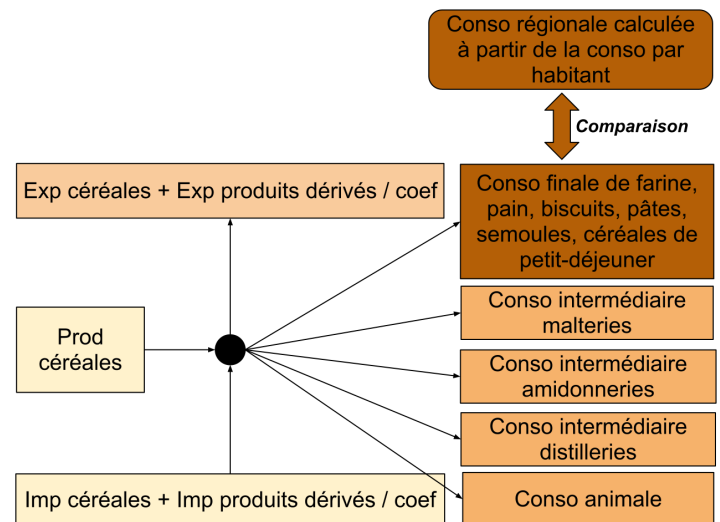 Conso régionale calculée
à partir de la conso par
habitant
Comparaison
Exp céréales + Exp produits dérivés / coef
Conso finale de farine,
pain, biscuits, pâtes,
semoules, céréales de
petit-déjeuner
Prod
céréales
Conso intermédiaire
malteries
Conso intermédiaire
amidonneries
Conso intermédiaire
distilleries
Imp céréales + Imp produits dérivés / coef
Conso animale